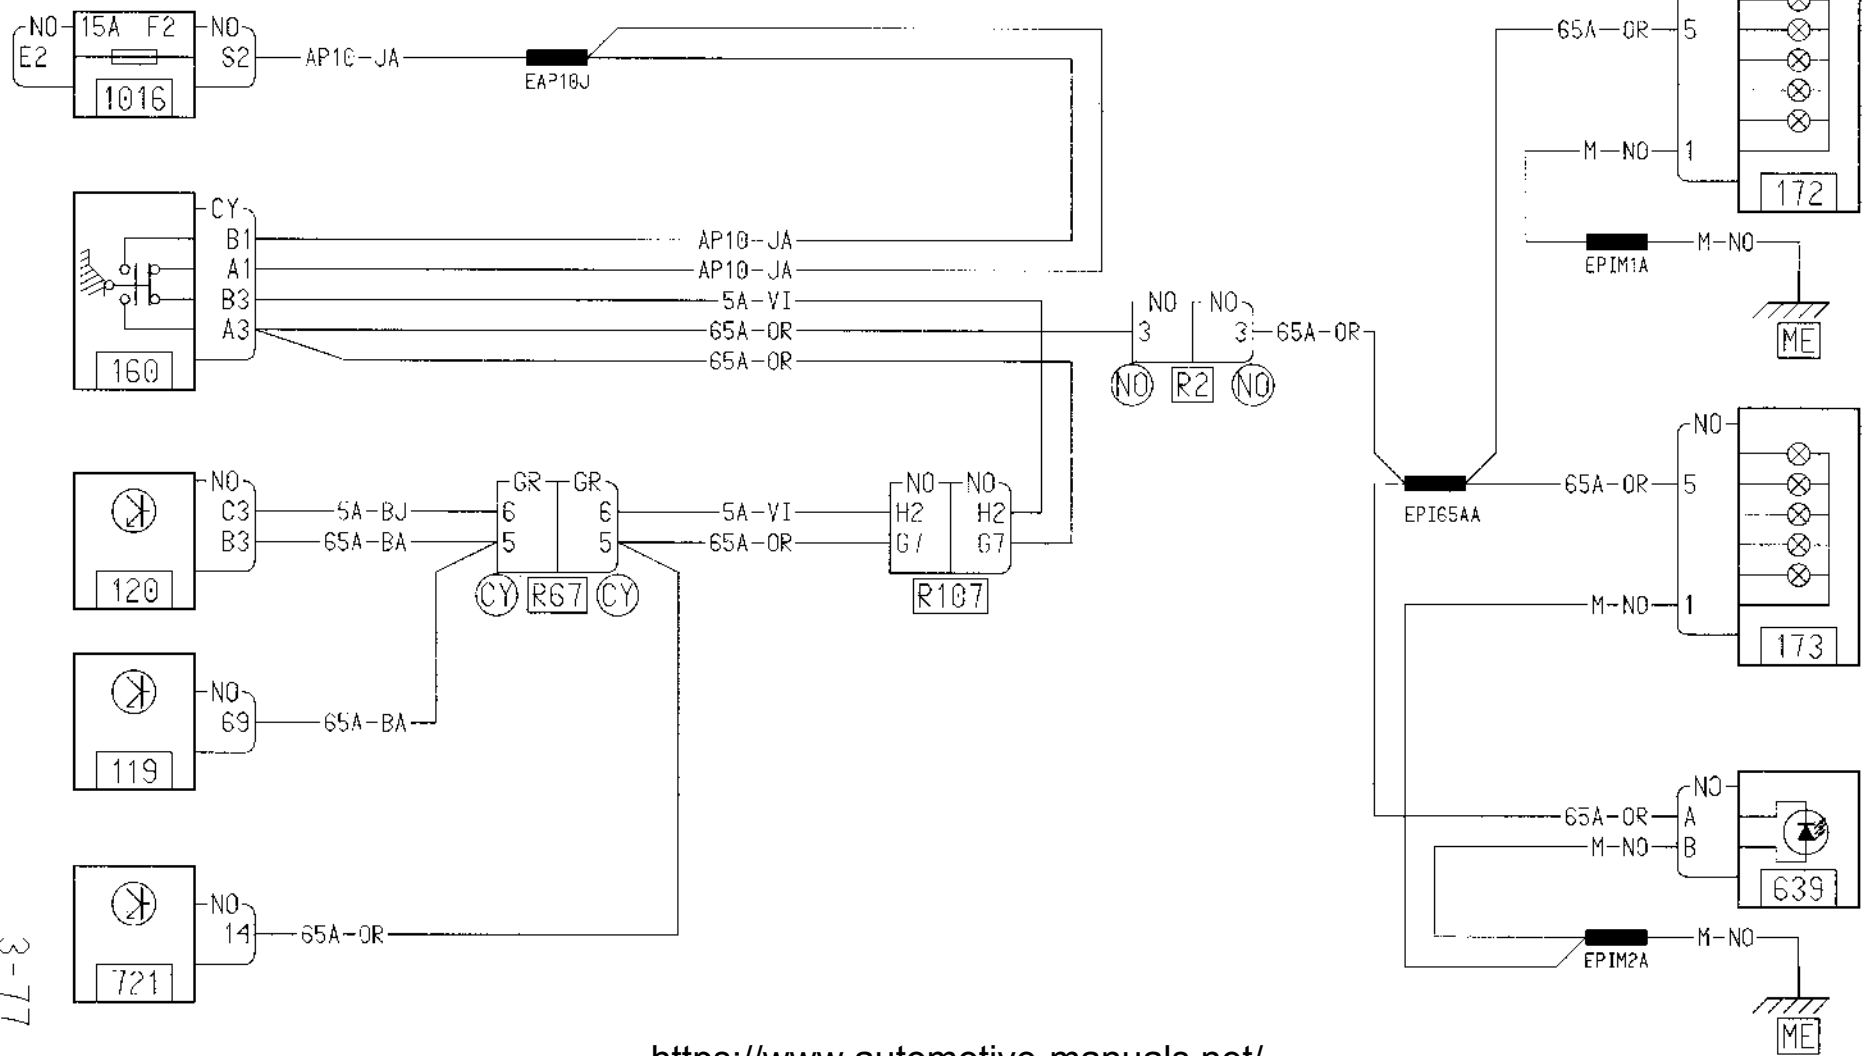 NO 15A F2 NO
E2 S2 AP10-JA
EAP10J
1016
65A-OR 5
M-NO 1
172
EPIM1A M-NO
ME
CY
B1 AP10-JA
A1 AP10-JA
B3 5A-VI
A3 65A-OR
65A-OR
160
NO NO
3 3 65A-OR
NO R2 NO
NO
C3 5A-BJ
B3 65A-BA
120
GR GR
6 6 5A-VI
5 5 65A-OR
CY R67 CY
NO NO
H2 H2
G7 G7
R107
EPI65AA
NO
65A-OR 5
M-NO 1
173
NO
69 65A-BA
119
NO
65A-OR A
M-NO B
639
NO
14 65A-OR
721
EPIM2A M-NO
ME
3-77
https://www.automotive-manuals.net/